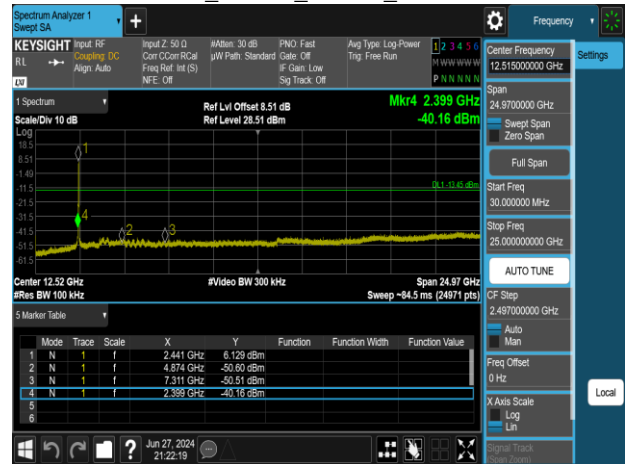 Spectrum Analyzer 1
Swept SA
+
Frequency
KEYSIGHT
RL
LXI
Input: RF
Coupling: DC
Align: Auto
Input Z: 50 Ω
Corr CCorr RCal
Freq Ref: Int (S)
NFE: Off
#Atten: 30 dB
µW Path: Standard
PNO: Fast
Gate: Off
IF Gain: Low
Sig Track: Off
Avg Type: Log-Power
Trig: Free Run
1 2 3 4 5 6
M W W W W W
P N N N N N
Center Frequency
12.515000000 GHz
Settings
Span
24.9700000 GHz
Swept Span
Zero Span
Full Span
Start Freq
30.000000 MHz
Stop Freq
25.000000000 GHz
AUTO TUNE
CF Step
2.497000000 GHz
Auto
Man
Freq Offset
0 Hz
X Axis Scale
Log
Lin
Signal Track
(Span Zoom)
Local
1 Spectrum
Scale/Div 10 dB
Ref Lvl Offset 8.51 dB
Ref Level 28.51 dBm
Mkr4 2.399 GHz
-40.16 dBm
Log
18.5
8.51
-1.49
-11.5
-21.5
-31.5
-41.5
-51.5
-61.5
1
2
3
4
DL1 -13.45 dBm
Center 12.52 GHz
#Res BW 100 kHz
#Video BW 300 kHz
Span 24.97 GHz
Sweep ~84.5 ms (24971 pts)
5 Marker Table
Mode Trace Scale X Y Function Function Width Function Value
1 N 1 f 2.441 GHz 6.129 dBm
2 N 1 f 4.874 GHz -50.60 dBm
3 N 1 f 7.311 GHz -50.51 dBm
4 N 1 f 2.399 GHz -40.16 dBm
5
6
?
Jun 27, 2024
21:22:19